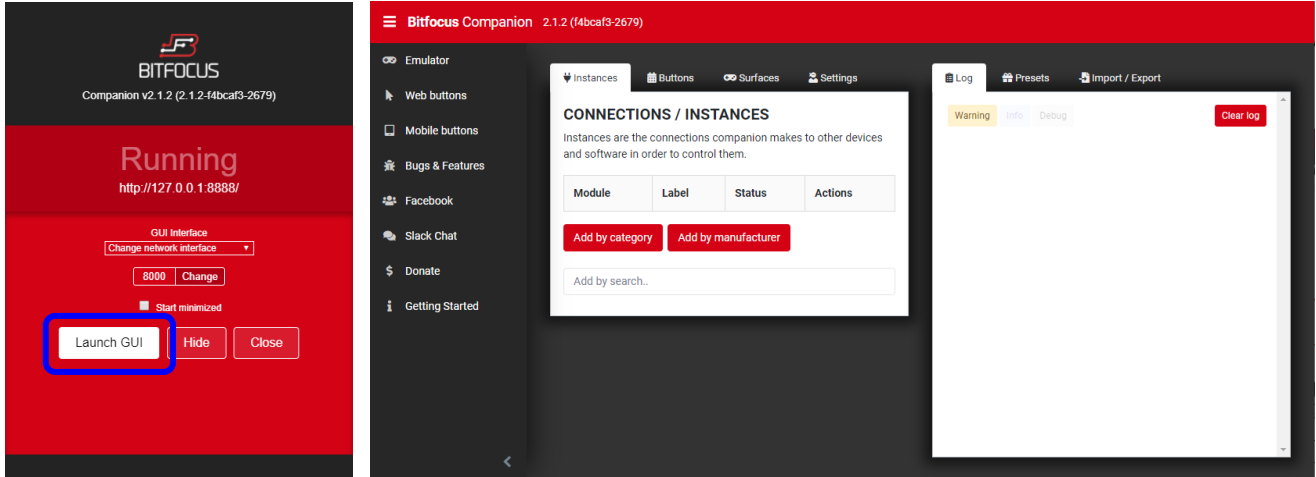 BITFOCUS
Companion v2.1.2 (2.1.2-f4bcaf3-2679)
Running
http://127.0.0.1:8888/
GUI Interface
Change network interface
8000 Change
Start minimized
Launch GUI Hide Close
Bitfocus Companion 2.1.2 (f4bcaf3-2679)
Emulator
Web buttons
Mobile buttons
Bugs & Features
Facebook
Slack Chat
Donate
Getting Started
Instances Buttons Surfaces Settings
CONNECTIONS / INSTANCES
Instances are the connections companion makes to other devices
and software in order to control them.
Module Label Status Actions
Add by category Add by manufacturer
Add by search..
Log Presets Import / Export
Warning Info Debug Clear log